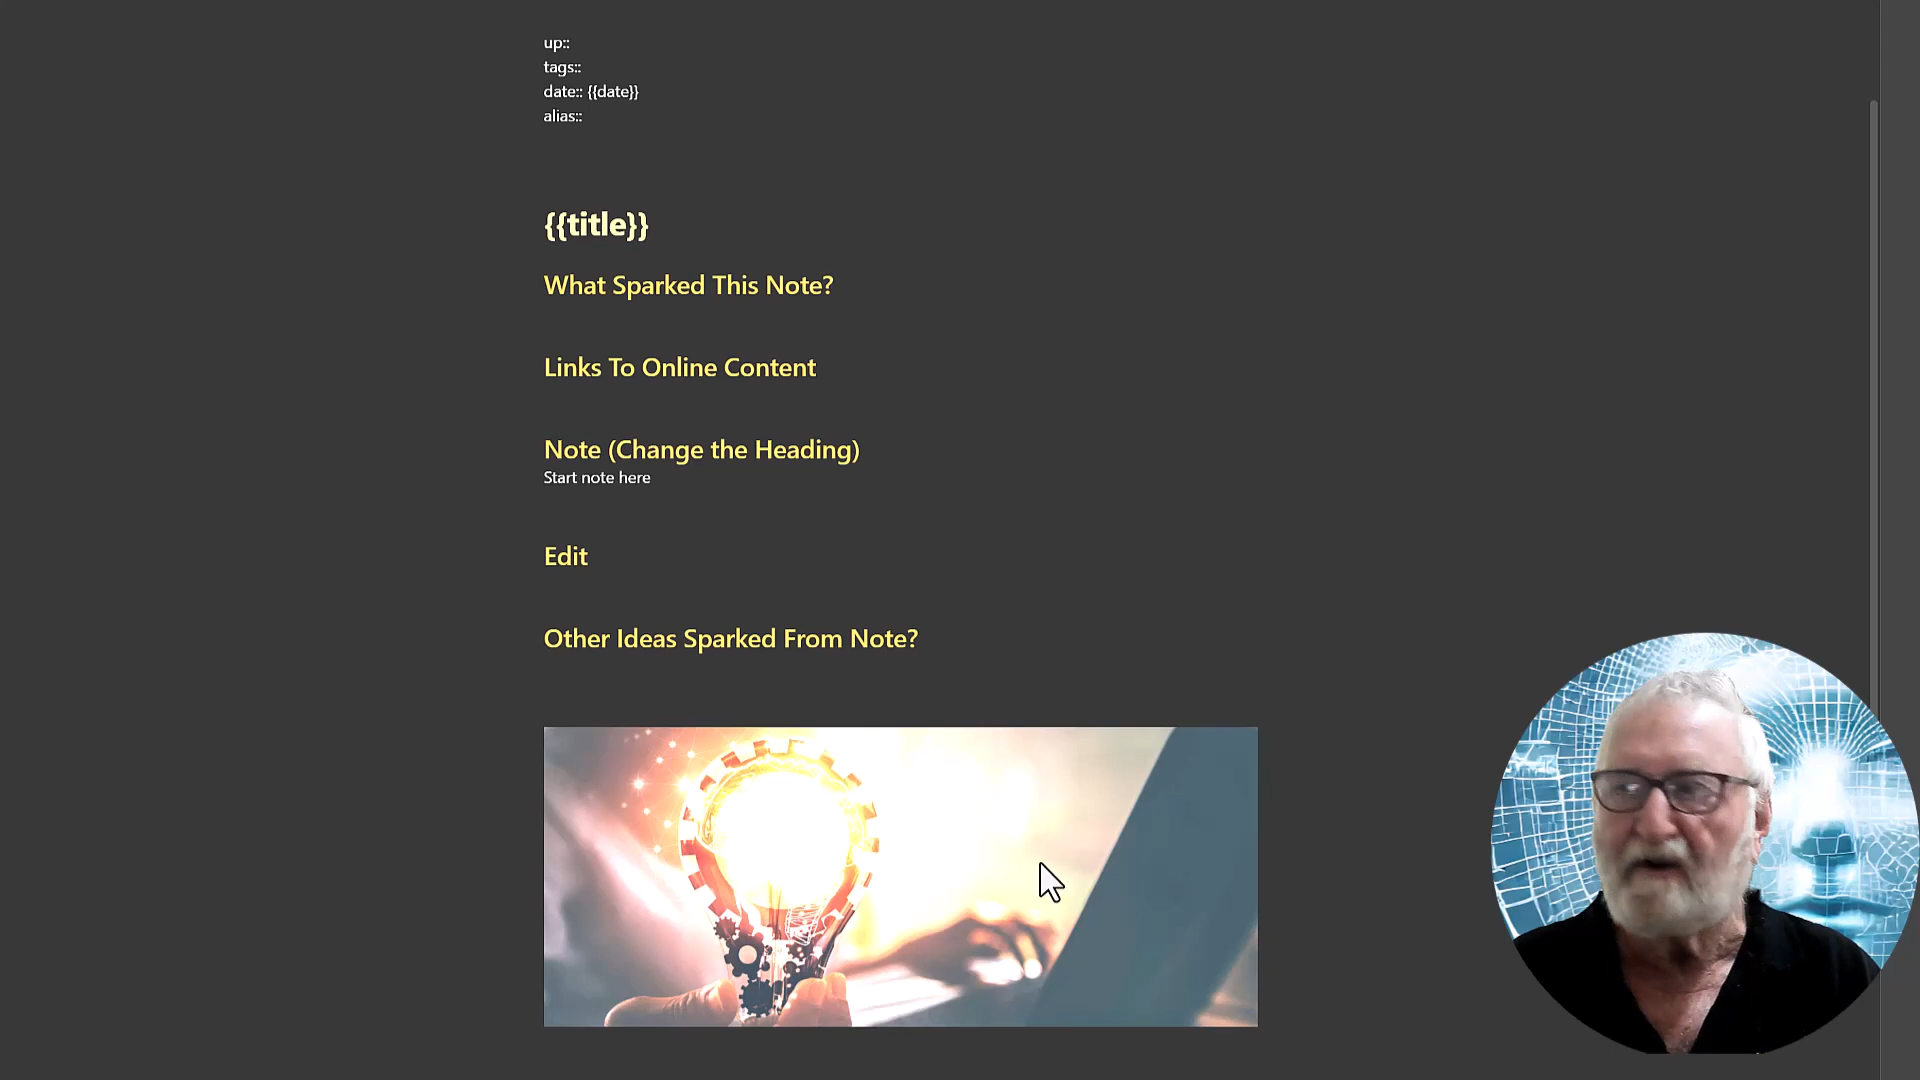 up::
tags::
date:: {{date}}
alias::
{{title}}
What Sparked This Note?
Links To Online Content
Note (Change the Heading)
Start note here
Edit
Other Ideas Sparked From Note?